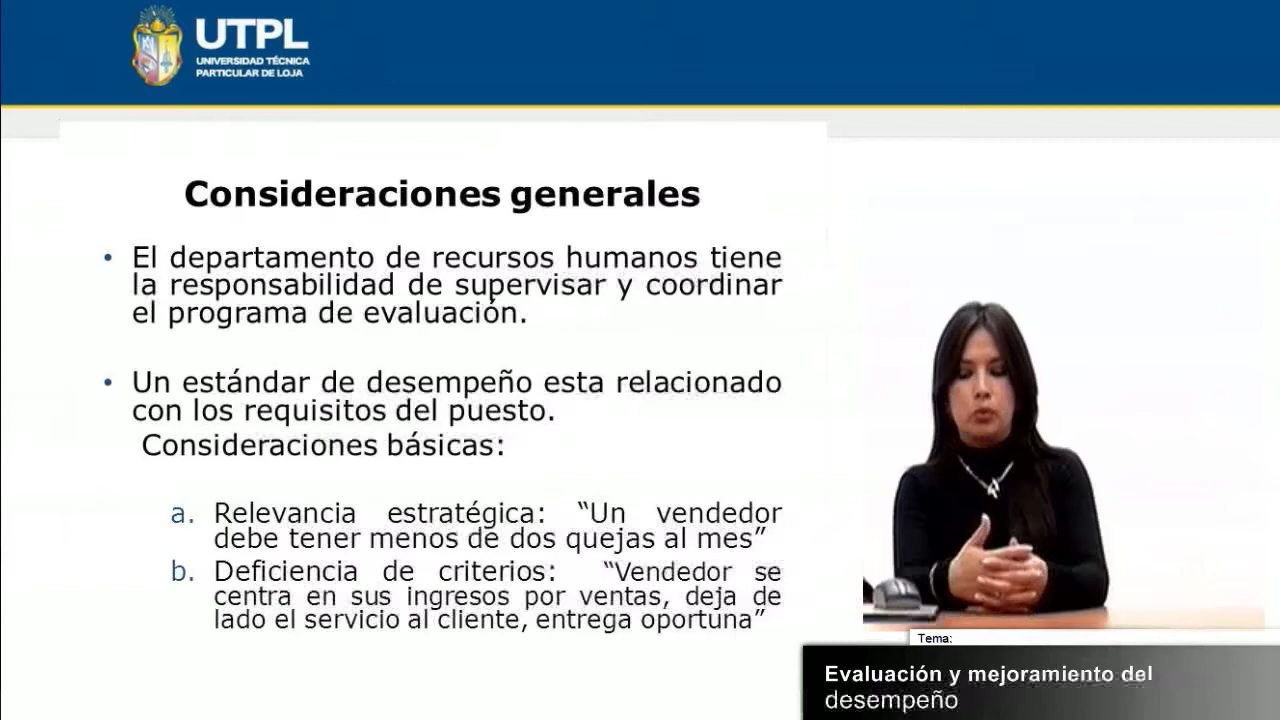 UTPL
UNIVERSIDAD TÉCNICA
PARTICULAR DE LOJA
Consideraciones generales
• El departamento de recursos humanos tiene
la responsabilidad de supervisar y coordinar
el programa de evaluación.
• Un estándar de desempeño esta relacionado
con los requisitos del puesto.
Consideraciones básicas:
a. Relevancia estratégica: “Un vendedor
debe tener menos de dos quejas al mes”
b. Deficiencia de criterios: “Vendedor se
centra en sus ingresos por ventas, deja de
lado el servicio al cliente, entrega oportuna”
Tema:
Evaluación y mejoramiento del
desempeño